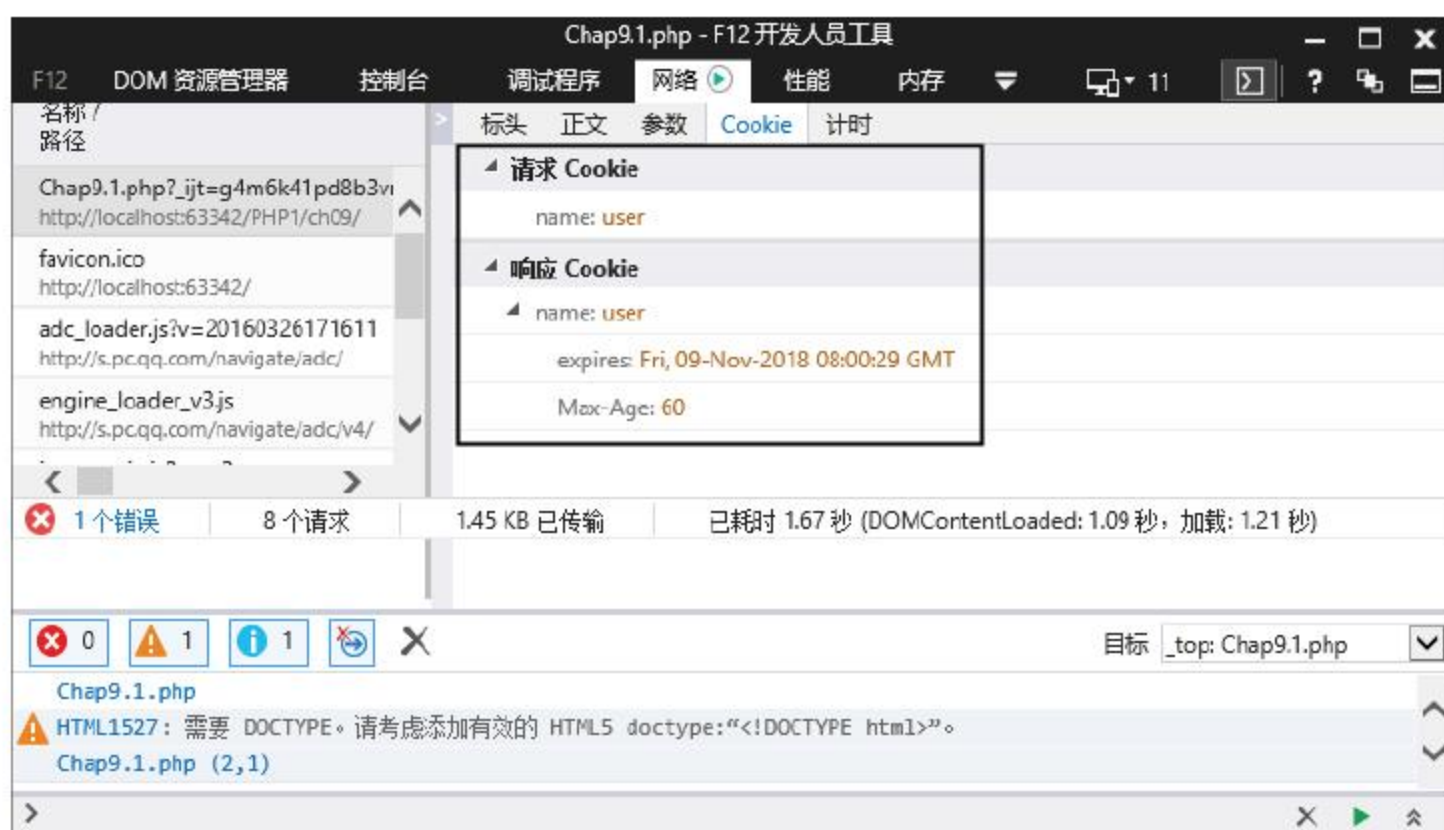 Chap9.1.php - F12 开发人员工具
F12 DOM 资源管理器 控制台 调试程序 网络 性能 内存 11 ?
名称 /
路径
标头 正文 参数 Cookie 计时
Chap9.1.php?_ijt=g4m6k41pd8b3v
http://localhost:63342/PHP1/ch09/
favicon.ico
http://localhost:63342/
adc_loader.js?v=20160326171611
http://s.pc.qq.com/navigate/adc/
engine_loader_v3.js
http://s.pc.qq.com/navigate/adc/v4/
请求 Cookie
name: user
响应 Cookie
name: user
expires: Fri, 09-Nov-2018 08:00:29 GMT
Max-Age: 60
1 个错误 8 个请求 1.45 KB 已传输 已耗时 1.67 秒 (DOMContentLoaded: 1.09 秒，加载: 1.21 秒)
0 1 1 目标 _top: Chap9.1.php
Chap9.1.php
HTML1527: 需要 DOCTYPE。请考虑添加有效的 HTML5 doctype:“<!DOCTYPE html>”。
Chap9.1.php (2,1)